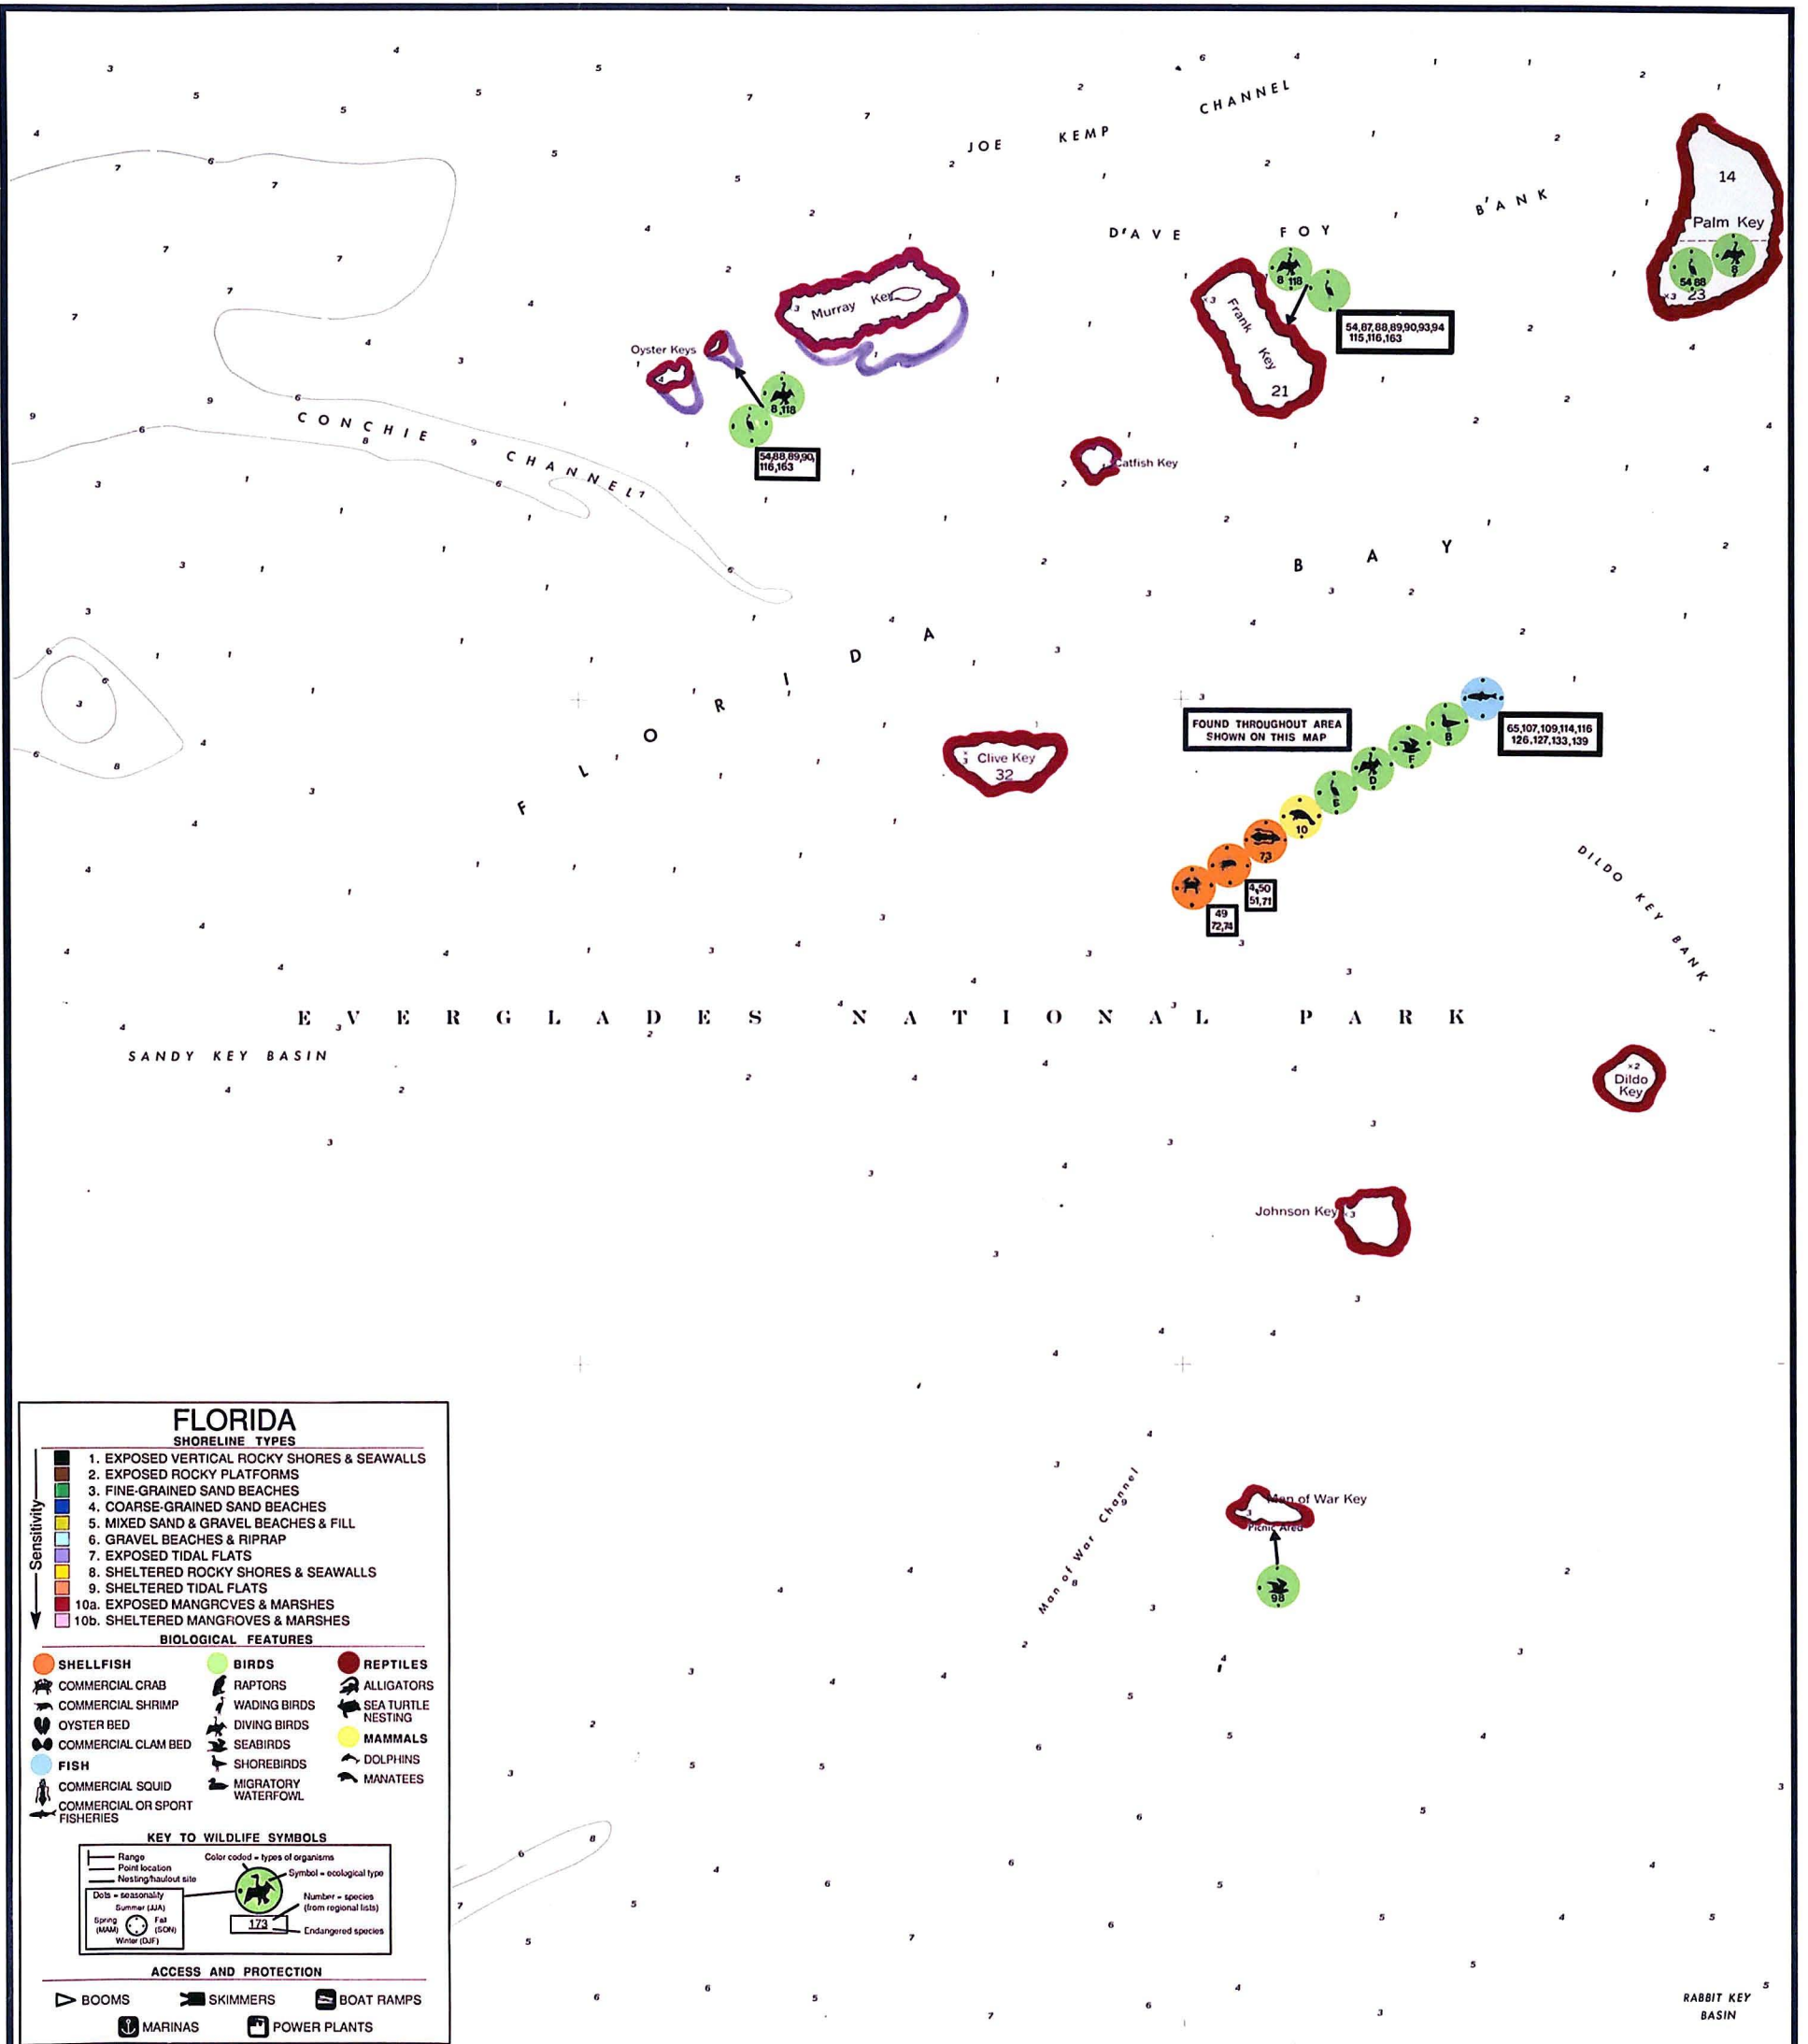 JOE KEMP CHANNEL
D'AVE FOY B'ANK
14
Palm Key
54 88
8
×3 23
3
Murray Key
Oyster Keys
4
8 118
54,87,88,89,90,93,94
115,116,163
×3
Frank Key
21
8,118
54,88,89,90,
116,163
Catfish Key
CONCHIE CHANNEL
FLORIDA BAY
FOUND THROUGHOUT AREA
SHOWN ON THIS MAP
B
F
D
E
10
73
65,107,109,114,116
126,127,133,139
4,50
51,71
49
72,74
Clive Key
32
DILDO KEY BANK
EVERGLADES NATIONAL PARK
SANDY KEY BASIN
×2
Dildo
Key
Johnson Key
×3
Man of War Channel
Man of War Key
Picnic Area
98
RABBIT KEY
BASIN
FLORIDA
SHORELINE TYPES
Sensitivity
1. EXPOSED VERTICAL ROCKY SHORES & SEAWALLS
2. EXPOSED ROCKY PLATFORMS
3. FINE-GRAINED SAND BEACHES
4. COARSE-GRAINED SAND BEACHES
5. MIXED SAND & GRAVEL BEACHES & FILL
6. GRAVEL BEACHES & RIPRAP
7. EXPOSED TIDAL FLATS
8. SHELTERED ROCKY SHORES & SEAWALLS
9. SHELTERED TIDAL FLATS
10a. EXPOSED MANGROVES & MARSHES
10b. SHELTERED MANGROVES & MARSHES
BIOLOGICAL FEATURES
SHELLFISH
COMMERCIAL CRAB
COMMERCIAL SHRIMP
OYSTER BED
COMMERCIAL CLAM BED
FISH
COMMERCIAL SQUID
COMMERCIAL OR SPORT
FISHERIES
BIRDS
RAPTORS
WADING BIRDS
DIVING BIRDS
SEABIRDS
SHOREBIRDS
MIGRATORY
WATERFOWL
REPTILES
ALLIGATORS
SEA TURTLE
NESTING
MAMMALS
DOLPHINS
MANATEES
KEY TO WILDLIFE SYMBOLS
Range
Point location
Nesting/haulout site
Dots = seasonality
Summer (JJA)
Spring
(MAM)
Fall
(SON)
Winter (DJF)
Color coded = types of organisms
Symbol = ecological type
Number = species
(from regional lists)
173
Endangered species
ACCESS AND PROTECTION
BOOMS
SKIMMERS
BOAT RAMPS
MARINAS
POWER PLANTS